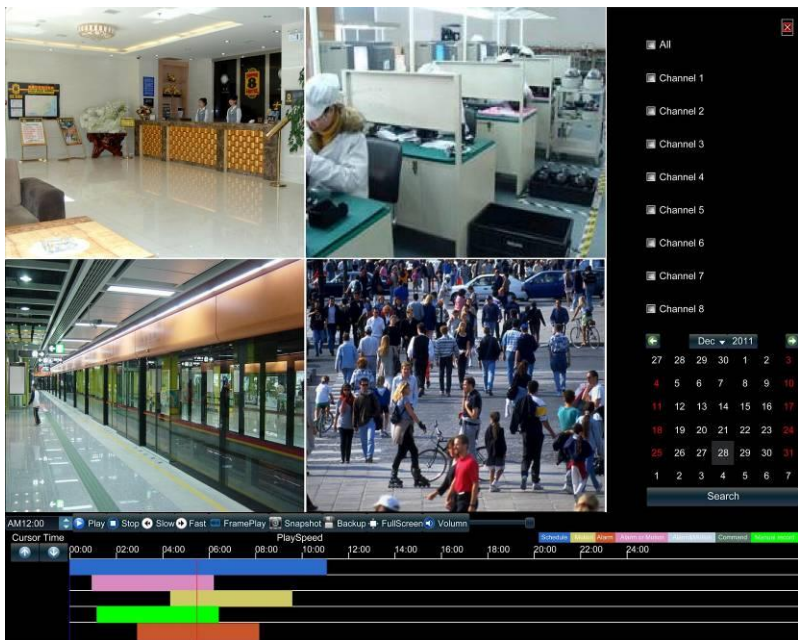 8
All
Channel 1
Channel 2
Channel 3
Channel 4
Channel 5
Channel 6
Channel 7
Channel 8
Dec 2011
27 28 29 30 1 2 3
4 5 6 7 8 9 10
11 12 13 14 15 16 17
18 19 20 21 22 23 24
25 26 27 28 29 30 31
1 2 3 4 5 6 7
Search
AM12:00 Play Stop Slow Fast FramePlay Snapshot Backup FullScreen Volumn
Cursor Time PlaySpeed Schedule Motion Alarm Alarm or Motion Alarm&Motion Command Manual record
00:00 02:00 04:00 06:00 08:00 10:00 12:00 14:00 16:00 18:00 20:00 22:00 24:00